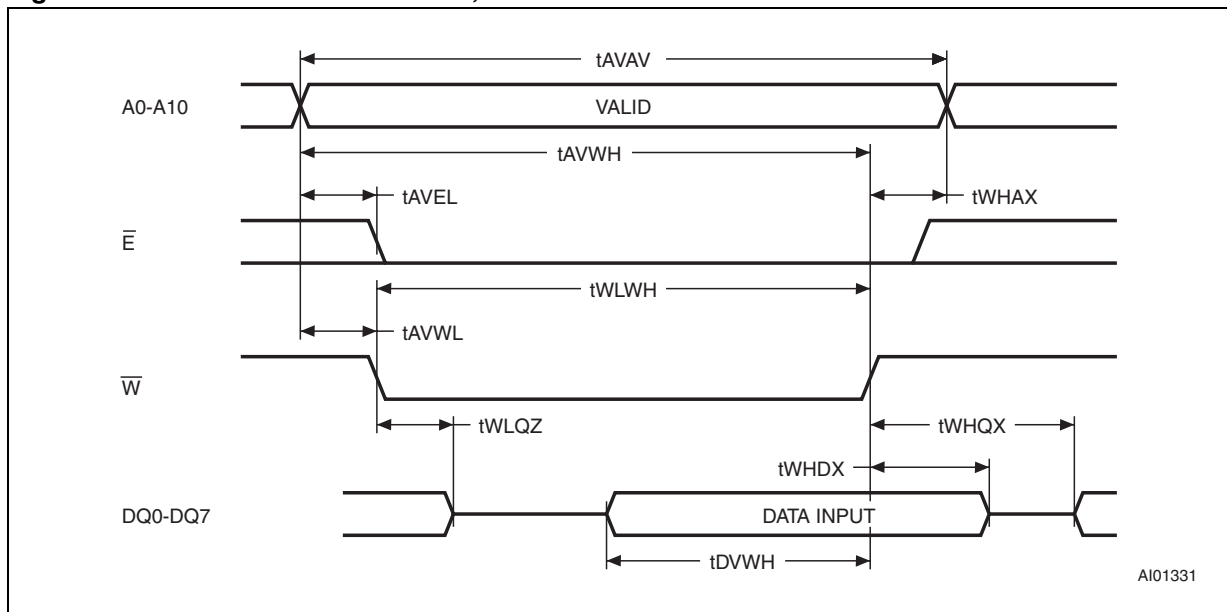 tAVAV
A0-A10
VALID
tAVWH
tAVEL
tWHAX
E̅
tWLWH
tAVWL
W̅
tWLQZ
tWHQX
tWHDX
DQ0-DQ7
DATA INPUT
tDVWH
AI01331